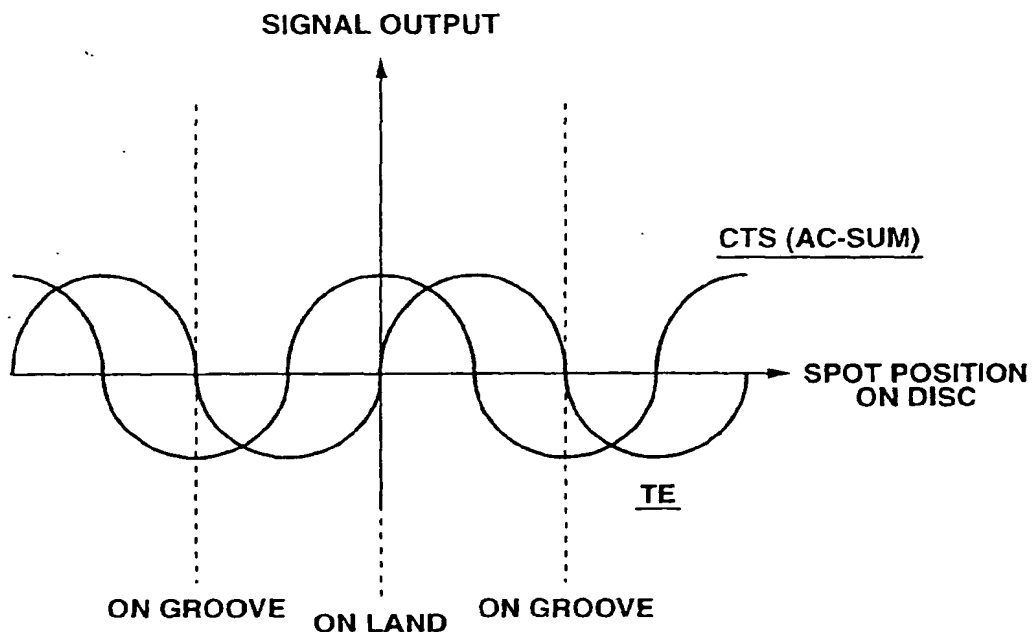 SIGNAL OUTPUT
CTS (AC-SUM)
SPOT POSITION
ON DISC
TE
ON GROOVE
ON LAND
ON GROOVE